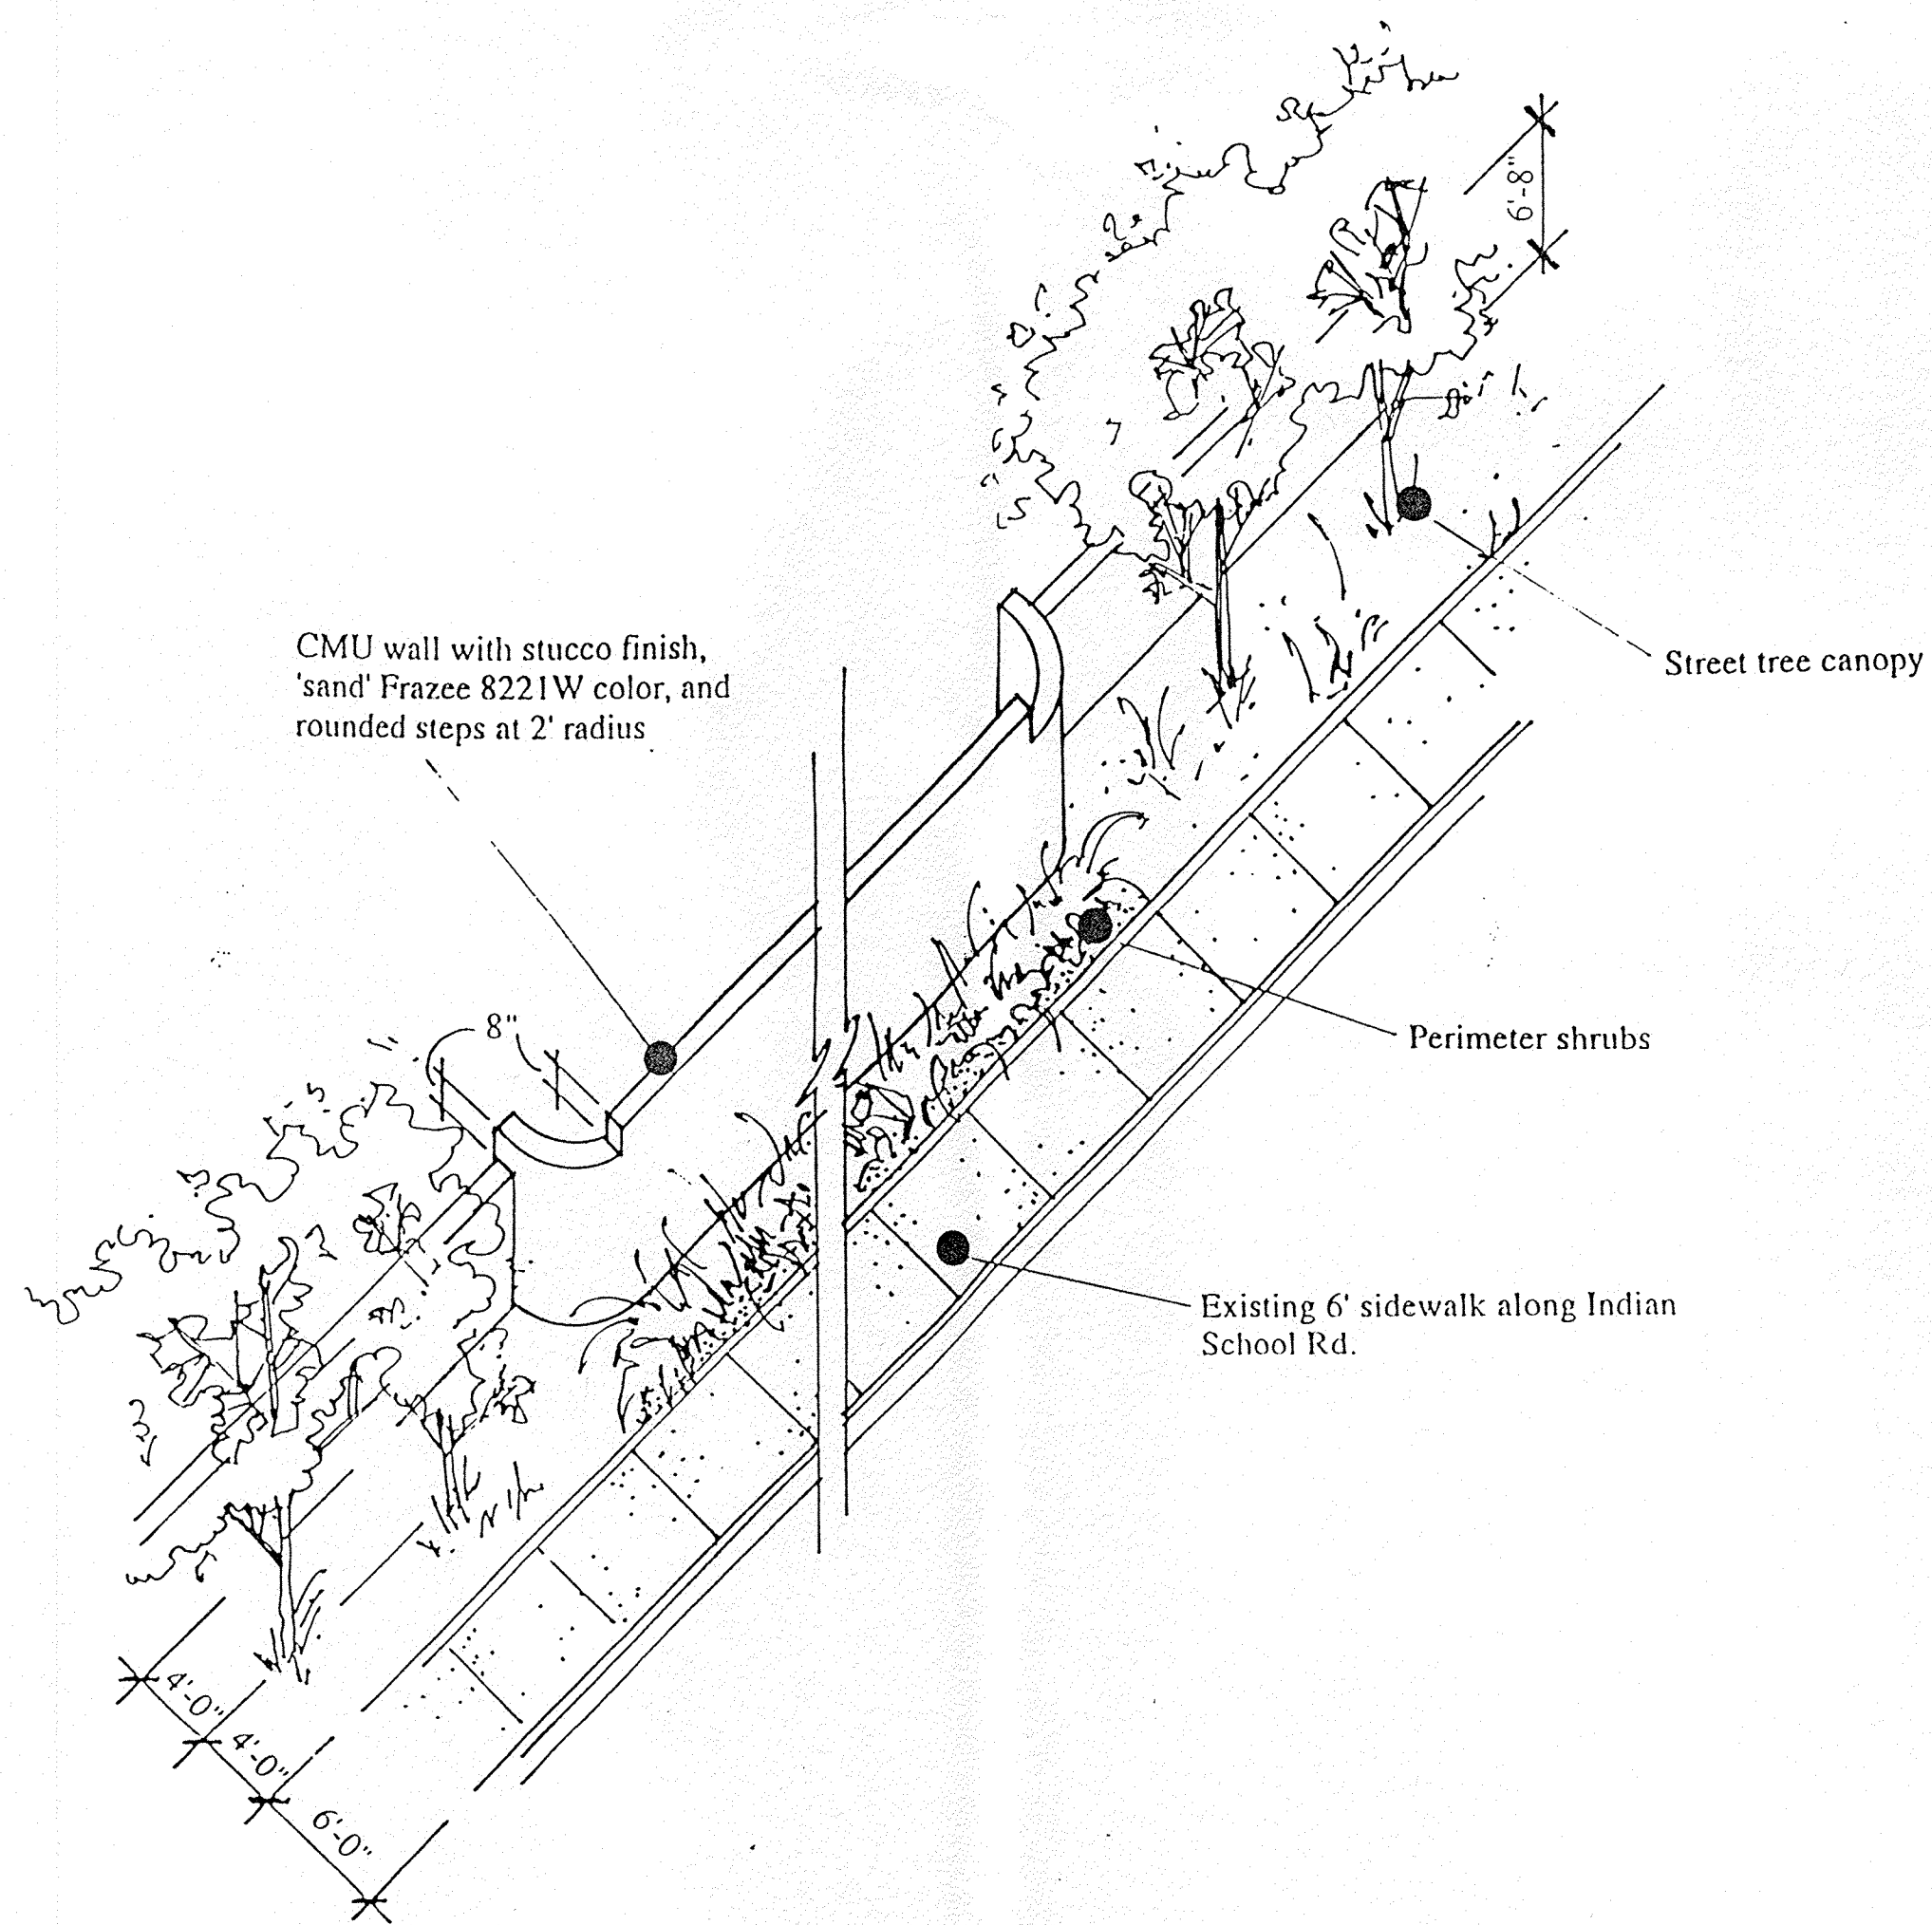 6'-8"
CMU wall with stucco finish,
'sand' Frazee 8221W color, and
rounded steps at 2' radius
Street tree canopy
8"
Perimeter shrubs
Existing 6' sidewalk along Indian
School Rd.
4'-0"
4'-0"
6'-0"